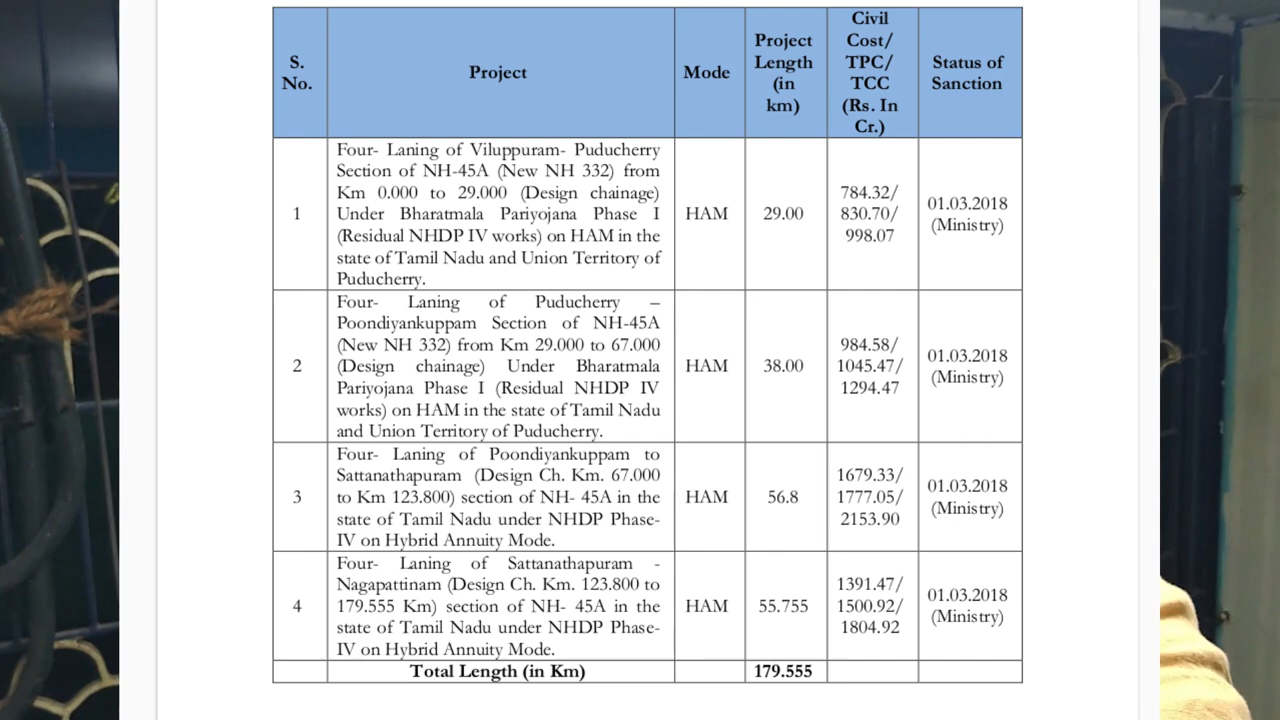 S. No.
Project
Mode
Project Length (in km)
Civil Cost/ TPC/ TCC (Rs. In Cr.)
Status of Sanction
1
Four- Laning of Viluppuram- Puducherry
Section of NH-45A (New NH 332) from
Km 0.000 to 29.000 (Design chainage)
Under Bharatmala Pariyojana Phase I
(Residual NHDP IV works) on HAM in the
state of Tamil Nadu and Union Territory of
Puducherry.
HAM
29.00
784.32/
830.70/
998.07
01.03.2018
(Ministry)
2
Four- Laning of Puducherry –
Poondiyankuppam Section of NH-45A
(New NH 332) from Km 29.000 to 67.000
(Design chainage) Under Bharatmala
Pariyojana Phase I (Residual NHDP IV
works) on HAM in the state of Tamil Nadu
and Union Territory of Puducherry.
HAM
38.00
984.58/
1045.47/
1294.47
01.03.2018
(Ministry)
3
Four- Laning of Poondiyankuppam to
Sattanathapuram (Design Ch. Km. 67.000
to Km 123.800) section of NH- 45A in the
state of Tamil Nadu under NHDP Phase-
IV on Hybrid Annuity Mode.
HAM
56.8
1679.33/
1777.05/
2153.90
01.03.2018
(Ministry)
4
Four- Laning of Sattanathapuram -
Nagapattinam (Design Ch. Km. 123.800 to
179.555 Km) section of NH- 45A in the
state of Tamil Nadu under NHDP Phase-
IV on Hybrid Annuity Mode.
HAM
55.755
1391.47/
1500.92/
1804.92
01.03.2018
(Ministry)
Total Length (in Km)
179.555